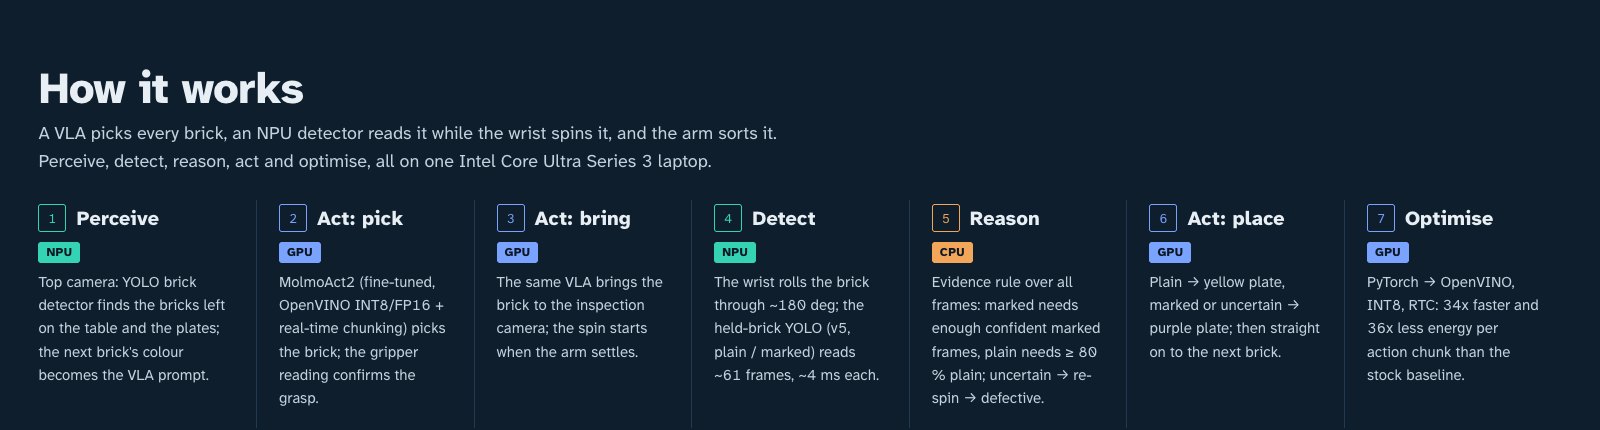 How it works
A VLA picks every brick, an NPU detector reads it while the wrist spins it, and the arm sorts it.
Perceive, detect, reason, act and optimise, all on one Intel Core Ultra Series 3 laptop.
1 Perceive
NPU
Top camera: YOLO brick
detector finds the bricks left
on the table and the plates;
the next brick's colour
becomes the VLA prompt.
2 Act: pick
GPU
MolmoAct2 (fine-tuned,
OpenVINO INT8/FP16 +
real-time chunking) picks
the brick; the gripper
reading confirms the
grasp.
3 Act: bring
GPU
The same VLA brings the
brick to the inspection
camera; the spin starts
when the arm settles.
4 Detect
NPU
The wrist rolls the brick
through ~180 deg; the
held-brick YOLO (v5,
plain / marked) reads
~61 frames, ~4 ms each.
5 Reason
CPU
Evidence rule over all
frames: marked needs
enough confident marked
frames, plain needs ≥ 80
% plain; uncertain → re-
spin → defective.
6 Act: place
GPU
Plain → yellow plate,
marked or uncertain →
purple plate; then straight
on to the next brick.
7 Optimise
GPU
PyTorch → OpenVINO,
INT8, RTC: 34x faster and
36x less energy per
action chunk than the
stock baseline.